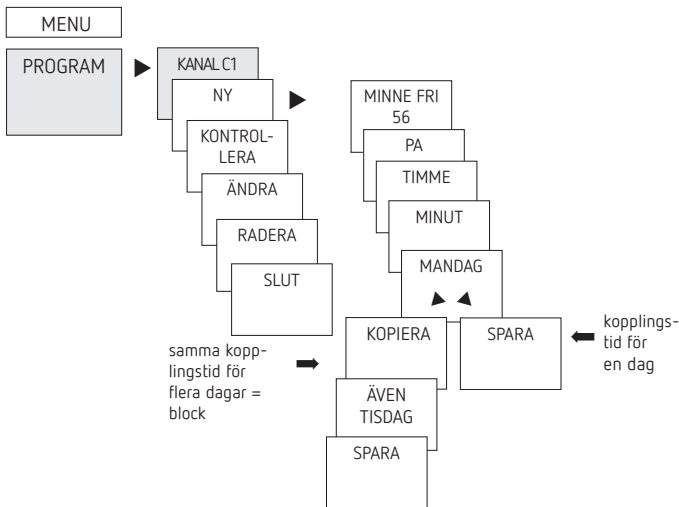 MENU
PROGRAM
KANAL C1
NY
KONTROL-
LERA
ÄNDRA
RADERA
SLUT
MINNE FRI
56
PA
TIMME
MINUT
MANDAG
KOPIERA
SPARA
kopplings-
tid för
en dag
samma kopp-
lingstid för
flera dagar =
block
ÄVEN
TISDAG
SPARA